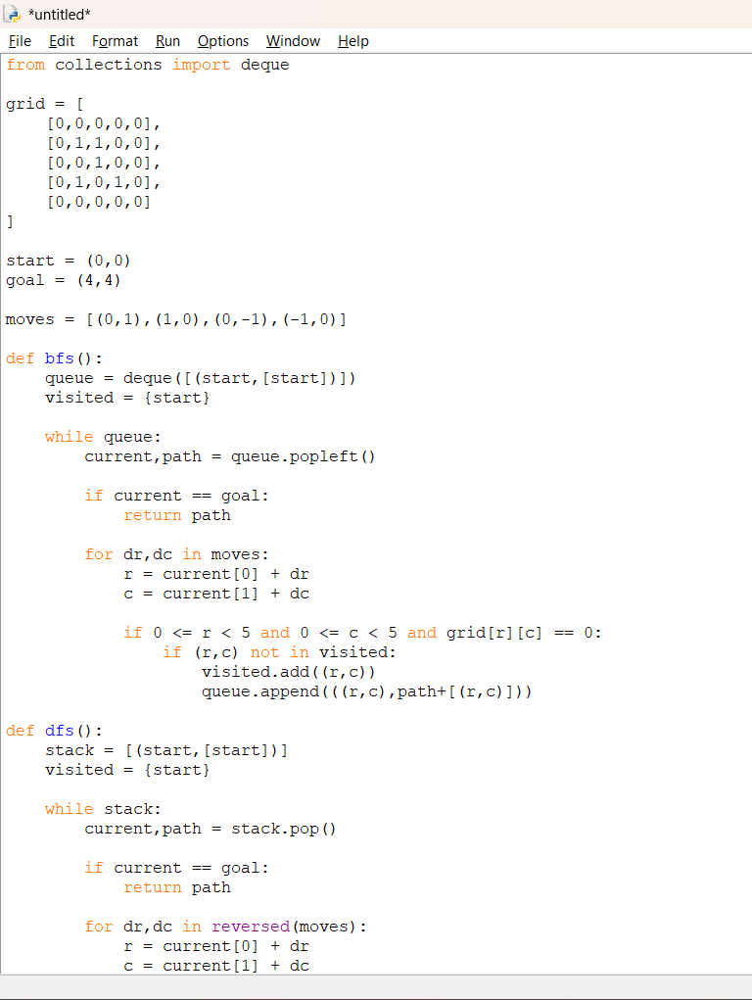 *untitled*
File Edit Format Run Options Window Help
from collections import deque

grid = [
    [0,0,0,0,0],
    [0,1,1,0,0],
    [0,0,1,0,0],
    [0,1,0,1,0],
    [0,0,0,0,0]
]

start = (0,0)
goal = (4,4)

moves = [(0,1),(1,0),(0,-1),(-1,0)]

def bfs():
    queue = deque([(start,[start])])
    visited = {start}

    while queue:
        current,path = queue.popleft()

        if current == goal:
            return path

        for dr,dc in moves:
            r = current[0] + dr
            c = current[1] + dc

            if 0 <= r < 5 and 0 <= c < 5 and grid[r][c] == 0:
                if (r,c) not in visited:
                    visited.add((r,c))
                    queue.append(((r,c),path+[(r,c)]))

def dfs():
    stack = [(start,[start])]
    visited = {start}

    while stack:
        current,path = stack.pop()

        if current == goal:
            return path

        for dr,dc in reversed(moves):
            r = current[0] + dr
            c = current[1] + dc